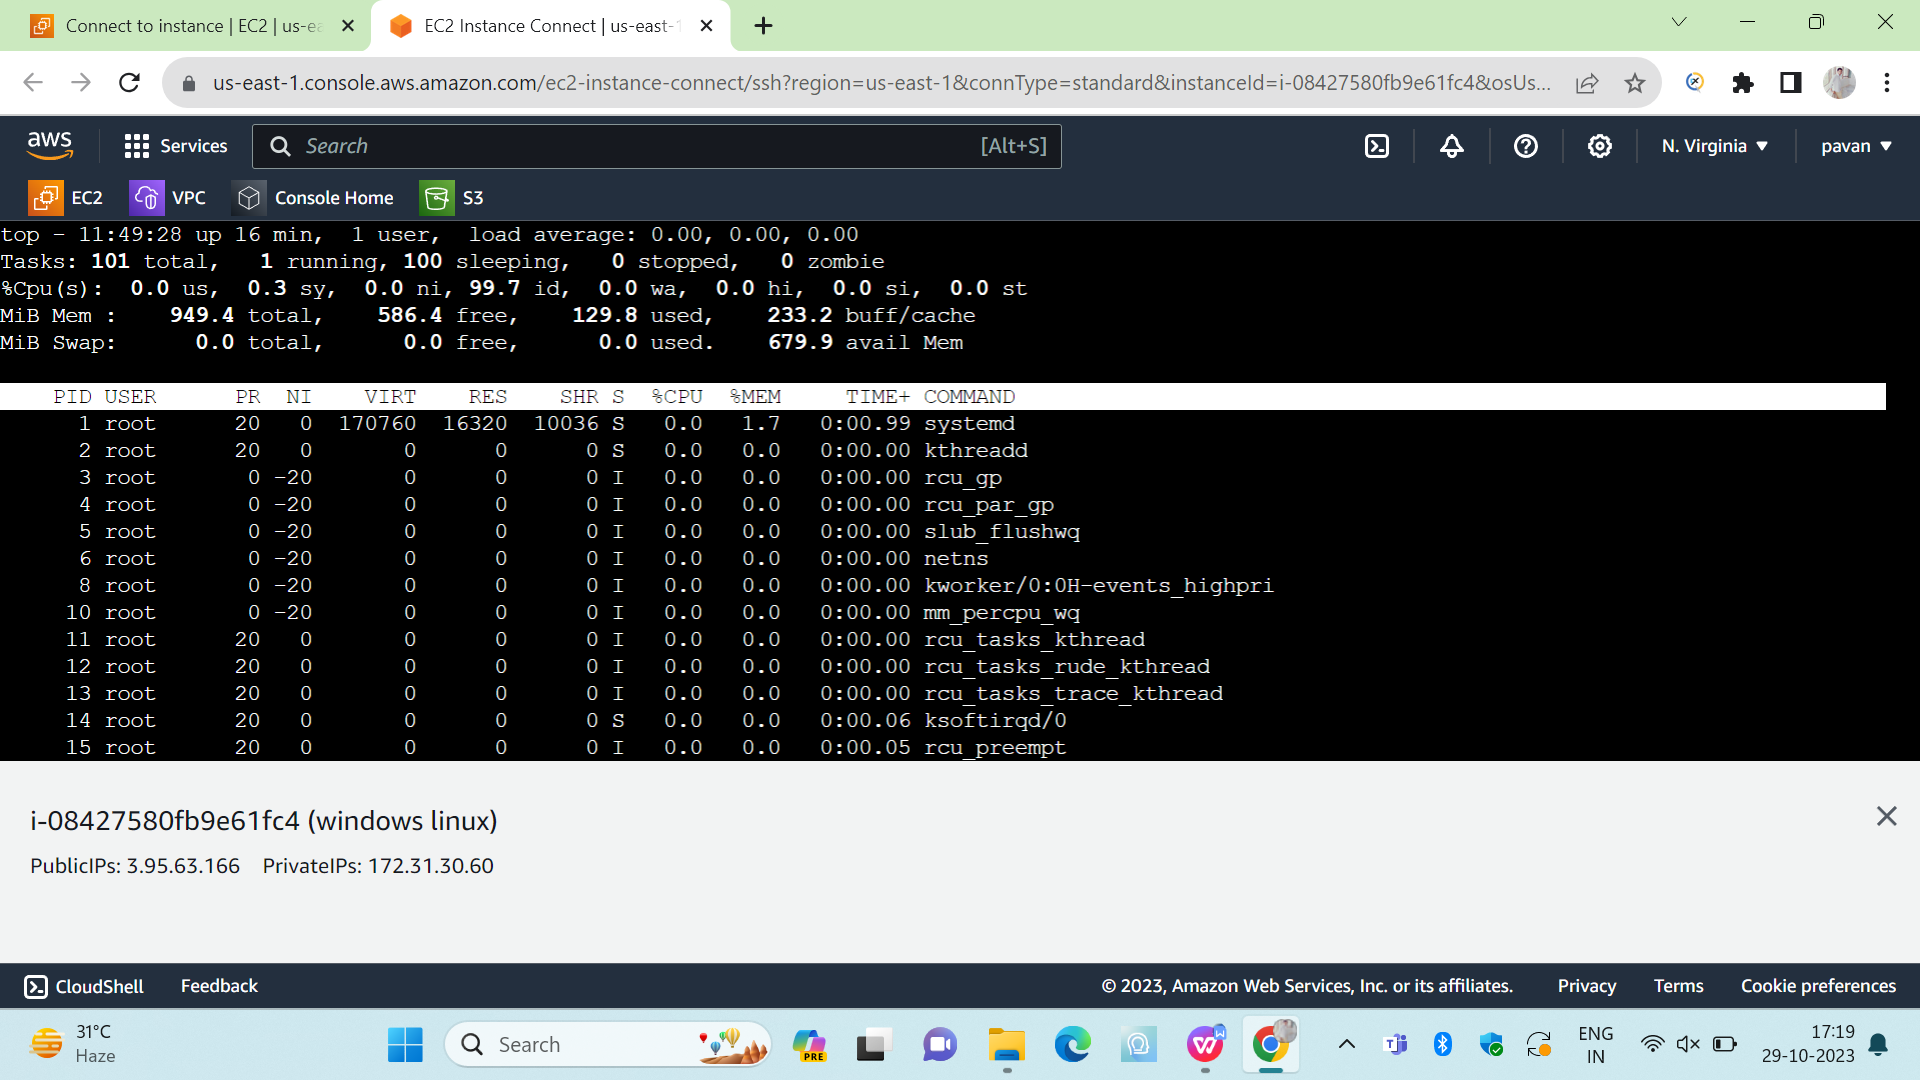 Connect to instance | EC2 | us-ea
EC2 Instance Connect | us-east-1
us-east-1.console.aws.amazon.com/ec2-instance-connect/ssh?region=us-east-1&connType=standard&instanceId=i-08427580fb9e61fc4&osUs...
aws Services Search [Alt+S] N. Virginia pavan
EC2 VPC Console Home S3
top - 11:49:28 up 16 min,  1 user,  load average: 0.00, 0.00, 0.00
Tasks: 101 total,   1 running, 100 sleeping,   0 stopped,   0 zombie
%Cpu(s):  0.0 us,  0.3 sy,  0.0 ni, 99.7 id,  0.0 wa,  0.0 hi,  0.0 si,  0.0 st
MiB Mem :    949.4 total,    586.4 free,    129.8 used,    233.2 buff/cache
MiB Swap:      0.0 total,      0.0 free,      0.0 used.    679.9 avail Mem
PID USER      PR  NI    VIRT    RES    SHR S  %CPU  %MEM     TIME+ COMMAND
1 root      20   0  170760  16320  10036 S   0.0   1.7   0:00.99 systemd
2 root      20   0       0      0      0 S   0.0   0.0   0:00.00 kthreadd
3 root       0 -20       0      0      0 I   0.0   0.0   0:00.00 rcu_gp
4 root       0 -20       0      0      0 I   0.0   0.0   0:00.00 rcu_par_gp
5 root       0 -20       0      0      0 I   0.0   0.0   0:00.00 slub_flushwq
6 root       0 -20       0      0      0 I   0.0   0.0   0:00.00 netns
8 root       0 -20       0      0      0 I   0.0   0.0   0:00.00 kworker/0:0H-events_highpri
10 root       0 -20       0      0      0 I   0.0   0.0   0:00.00 mm_percpu_wq
11 root      20   0       0      0      0 I   0.0   0.0   0:00.00 rcu_tasks_kthread
12 root      20   0       0      0      0 I   0.0   0.0   0:00.00 rcu_tasks_rude_kthread
13 root      20   0       0      0      0 I   0.0   0.0   0:00.00 rcu_tasks_trace_kthread
14 root      20   0       0      0      0 S   0.0   0.0   0:00.06 ksoftirqd/0
15 root      20   0       0      0      0 I   0.0   0.0   0:00.05 rcu_preempt
i-08427580fb9e61fc4 (windows linux)
PublicIPs: 3.95.63.166 PrivateIPs: 172.31.30.60
CloudShell Feedback © 2023, Amazon Web Services, Inc. or its affiliates. Privacy Terms Cookie preferences
31°C
Haze
Search
PRE
ENG
IN
17:19
29-10-2023